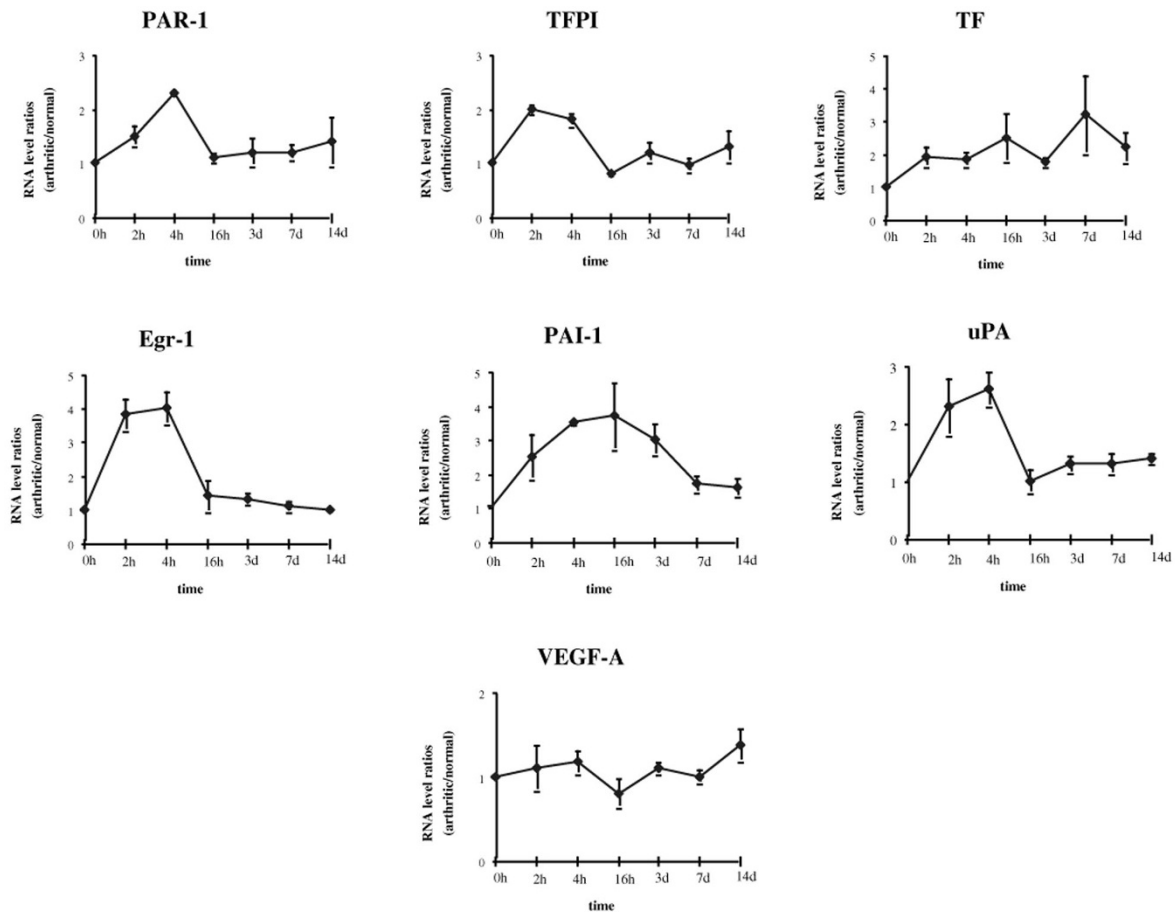 PAR-1
RNA level ratios
(arthritic/normal)
3
2
1
0
0h 2h 4h 16h 3d 7d 14d
time
TFPI
RNA level ratios
(arthritic/normal)
3
2
1
0
0h 2h 4h 16h 3d 7d 14d
time
TF
RNA level ratios
(arthritic/normal)
5
4
3
2
1
0
0h 2h 4h 16h 3d 7d 14d
time
Egr-1
RNA level ratios
(arthritic/normal)
5
4
3
2
1
0
0h 2h 4h 16h 3d 7d 14d
time
PAI-1
RNA level ratios
(arthritic/normal)
5
4
3
2
1
0
0h 2h 4h 16h 3d 7d 14d
time
uPA
RNA level ratios
(arthritic/normal)
3
2
1
0
0h 2h 4h 16h 3d 7d 14d
time
VEGF-A
RNA level ratios
(arthritic/normal)
2
1
0
0h 2h 4h 16h 3d 7d 14d
time